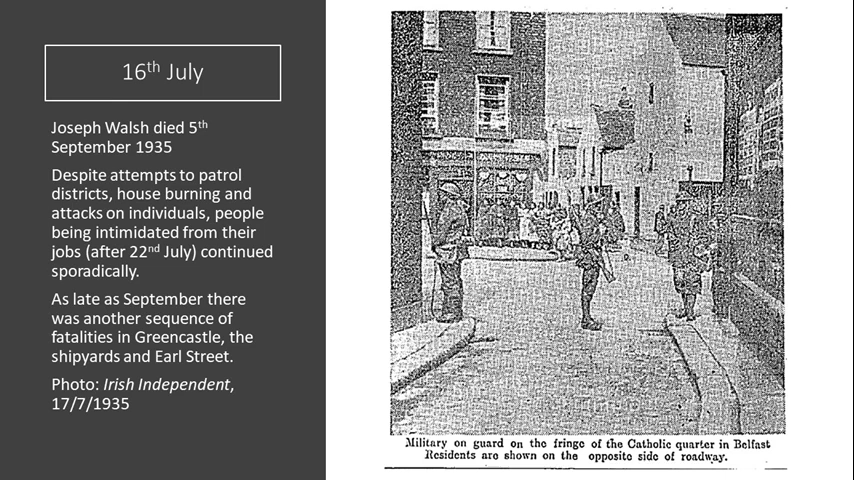 16th July
Joseph Walsh died 5th
September 1935
Despite attempts to patrol
districts, house burning and
attacks on individuals, people
being intimidated from their
jobs (after 22nd July) continued
sporadically.
As late as September there
was another sequence of
fatalities in Greencastle, the
shipyards and Earl Street.
Photo: Irish Independent,
17/7/1935
Military on guard on the fringe of the Catholic quarter in Belfast
Residents are shown on the opposite side of roadway.